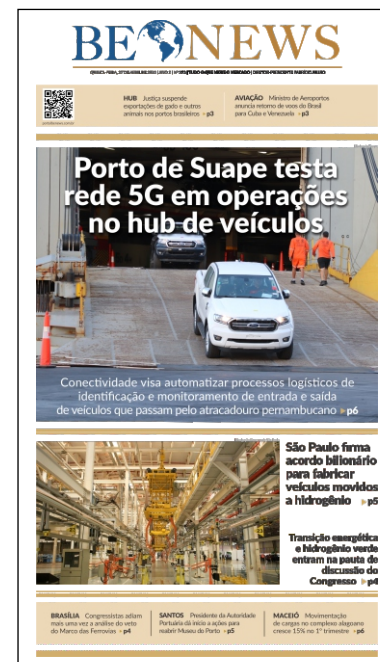 BE NEWS
HUB Justiça suspende
exportações de gado e outros
animais nos portos brasileiros ▸p3
AVIAÇÃO Ministro de Aeroportos
anuncia retorno de voos do Brasil
para Cuba e Venezuela ▸p3
Porto de Suape testa
rede 5G em operações
no hub de veículos
Conectividade visa automatizar processos logísticos de
identificação e monitoramento de entrada e saída
de veículos que passam pelo atracadouro pernambucano ▸p6
São Paulo firma
acordo bilionário
para fabricar
veículos movidos
a hidrogênio ▸p5
Transição energética
e hidrogênio verde
entram na pauta de
discussão do
Congresso ▸p4
BRASÍLIA Congressistas adiam
mais uma vez a análise do veto
do Marco das Ferrovias ▸p4
SANTOS Presidente da Autoridade
Portuária dá início a ações para
reabrir Museu do Porto ▸p5
MACEIÓ Movimentação
de cargas no complexo alagoano
cresce 15% no 1º trimestre ▸p6